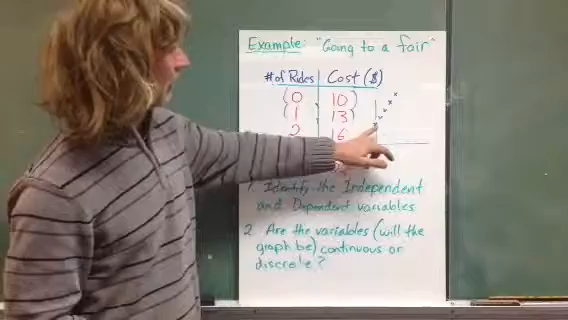 Example: "Going to a fair"
# of Rides Cost ($)
(0 10)
(1 13)
2 16
1. Identify the Independent
and Dependent variables
2. Are the variables (will the
graph be) continuous or
discrete?